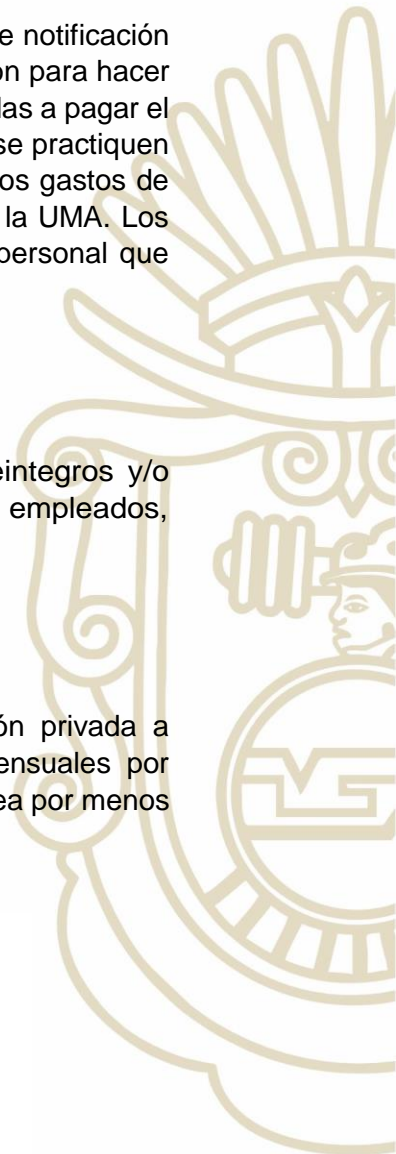 e notificación
ón para hacer
das a pagar el
se practiquen
os gastos de
la UMA. Los
personal que
eintegros y/o
empleados,
ón privada a
ensuales por
ea por menos